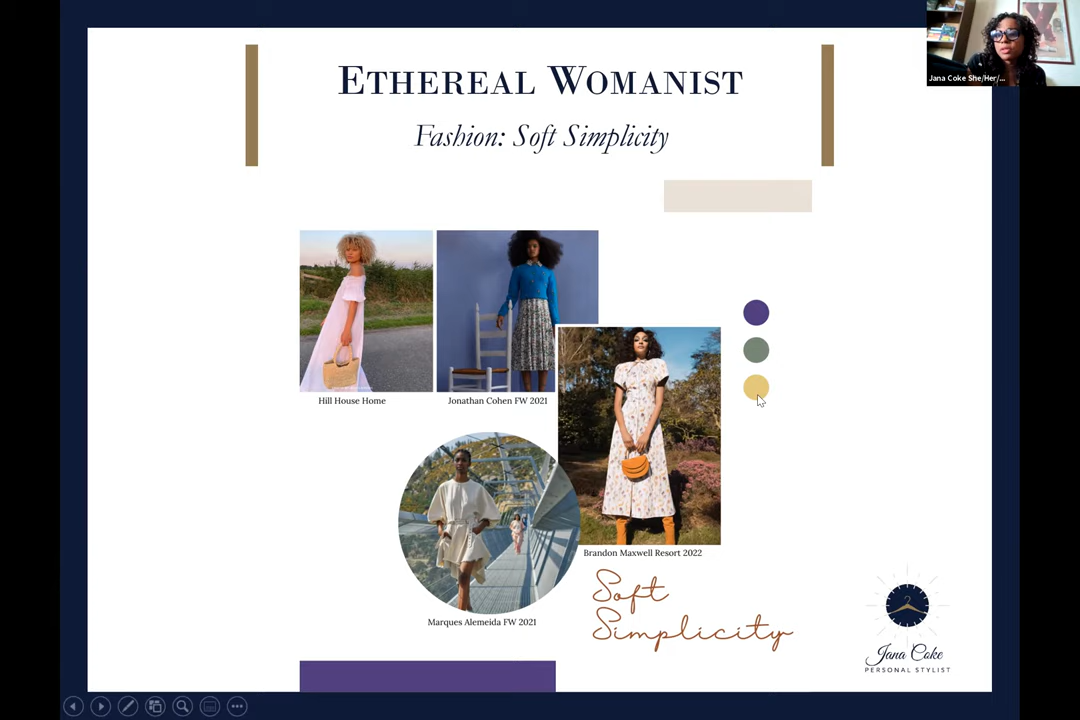 Jana Coke She/Her/...
ETHEREAL WOMANIST
Fashion: Soft Simplicity
Hill House Home
Jonathan Cohen FW 2021
Brandon Maxwell Resort 2022
Marques Alemeida FW 2021
Soft
Simplicity
Jana Coke
PERSONAL STYLIST